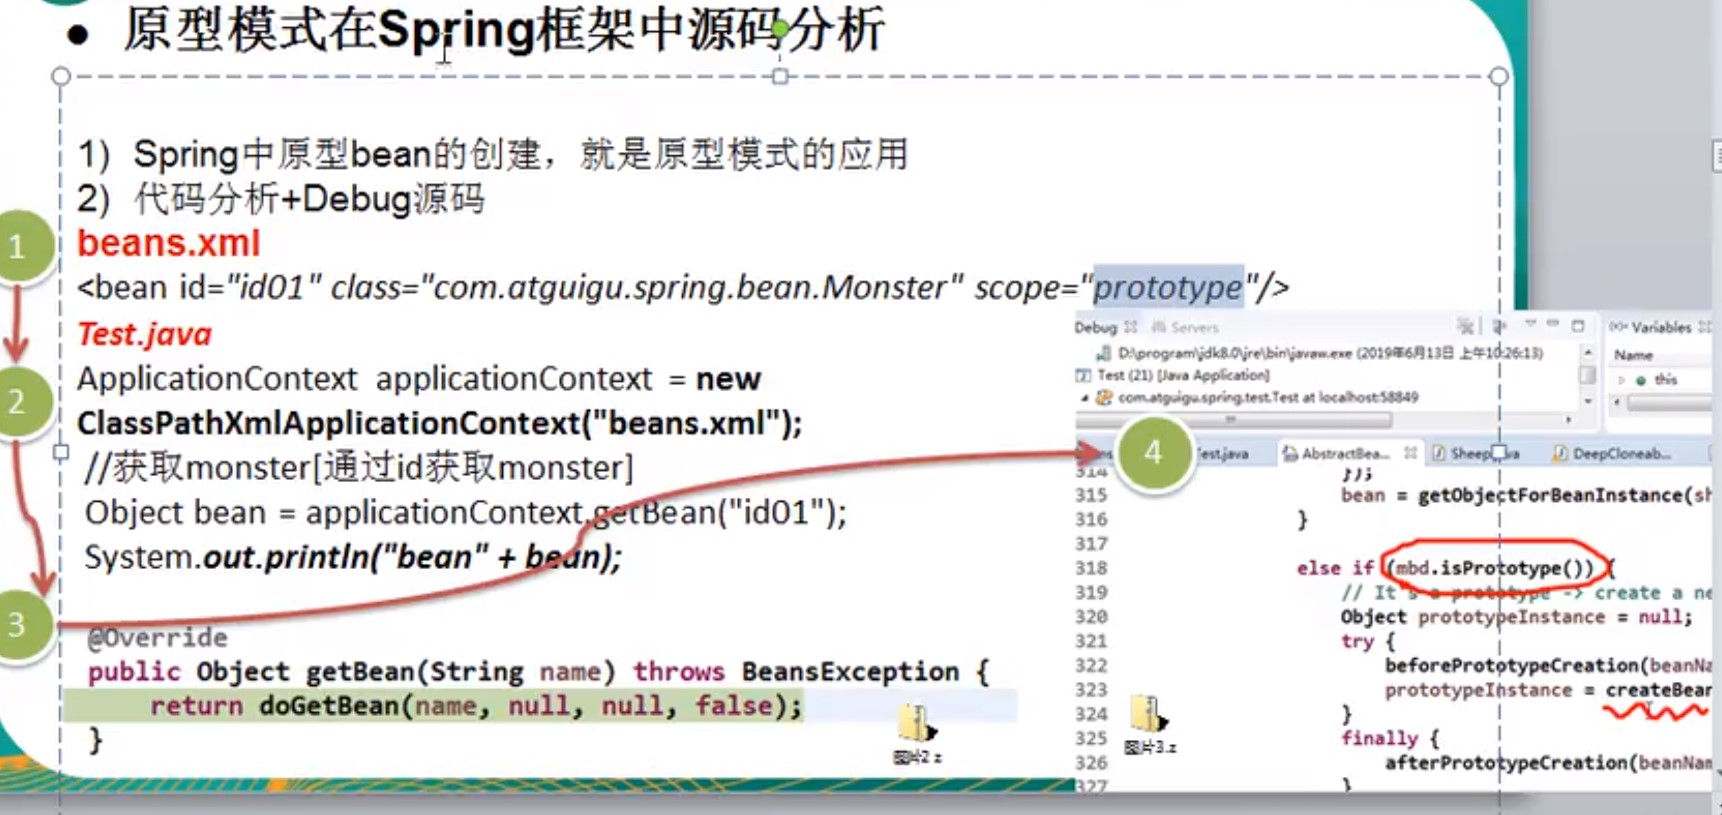 ● 原型模式在Spring框架中源码分析
1) Spring中原型bean的创建，就是原型模式的应用
2) 代码分析+Debug源码
1
beans.xml
<bean id="id01" class="com.atguigu.spring.bean.Monster" scope="prototype"/>
Test.java
2
ApplicationContext applicationContext = new
ClassPathXmlApplicationContext("beans.xml");
//获取monster[通过id获取monster]
Object bean = applicationContext.getBean("id01");
System.out.println("bean" + bean);
3
@Override
public Object getBean(String name) throws BeansException {
return doGetBean(name, null, null, false);
}
图片2.z
Debug Servers
(x)= Variables
D:\program\jdk8.0\jre\bin\javaw.exe (2019年6月13日 上午10:26:13)
Name
Test (21) [Java Application]
this
com.atguigu.spring.test.Test at localhost:58849
4
Test.java AbstractBea... DeepCloneab...
314 });
315 bean = getObjectForBeanInstance(sh
316 }
317
318 else if (mbd.isPrototype()) {
319 // It's a prototype -> create a ne
320 Object prototypeInstance = null;
321 try {
322 beforePrototypeCreation(beanNa
323 prototypeInstance = createBean
324 }
325 finally {
326 afterPrototypeCreation(beanNam
327 }
图片3.z